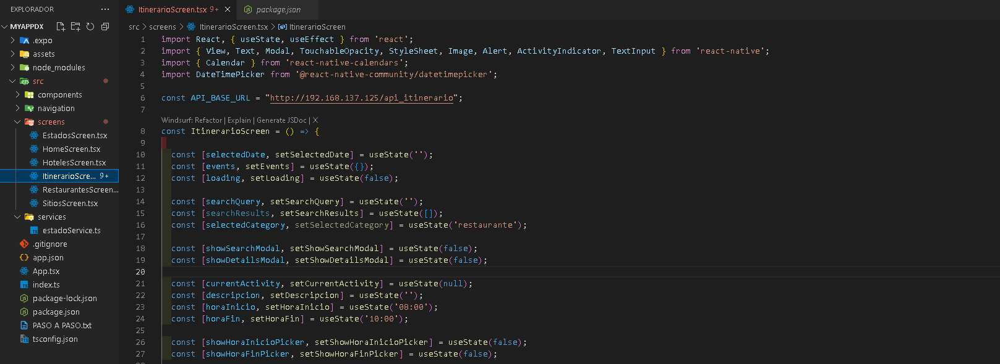 EXPLORADOR
MYAPPDX
.expo
assets
node_modules
src
components
navigation
screens
EstadosScreen.tsx
HomeScreen.tsx
HotelesScreen.tsx
ItinerarioScre... 9+
RestaurantesScreen...
SitiosScreen.tsx
services
estadoService.ts
.gitignore
app.json
App.tsx
index.ts
package-lock.json
package.json
PASO A PASO.txt
tsconfig.json
ItinerarioScreen.tsx 9+ package.json
src > screens > ItinerarioScreen.tsx > ItinerarioScreen
1 import React, { useState, useEffect } from 'react';
2 import { View, Text, Modal, TouchableOpacity, StyleSheet, Image, Alert, ActivityIndicator, TextInput } from 'react-native';
3 import { Calendar } from 'react-native-calendars';
4 import DateTimePicker from '@react-native-community/datetimepicker';
5
6 const API_BASE_URL = "http://192.168.137.125/api_itinerario";
7
Windsurf: Refactor | Explain | Generate JSDoc | X
8 const ItinerarioScreen = () => {
9
10 const [selectedDate, setSelectedDate] = useState('');
11 const [events, setEvents] = useState({});
12 const [loading, setLoading] = useState(false);
13
14 const [searchQuery, setSearchQuery] = useState('');
15 const [searchResults, setSearchResults] = useState([]);
16 const [selectedCategory, setSelectedCategory] = useState('restaurante');
17
18 const [showSearchModal, setShowSearchModal] = useState(false);
19 const [showDetailsModal, setShowDetailsModal] = useState(false);
20
21 const [currentActivity, setCurrentActivity] = useState(null);
22 const [descripcion, setDescripcion] = useState('');
23 const [horaInicio, setHoraInicio] = useState('08:00');
24 const [horaFin, setHoraFin] = useState('10:00');
25
26 const [showHoraInicioPicker, setShowHoraInicioPicker] = useState(false);
27 const [showHoraFinPicker, setShowHoraFinPicker] = useState(false);